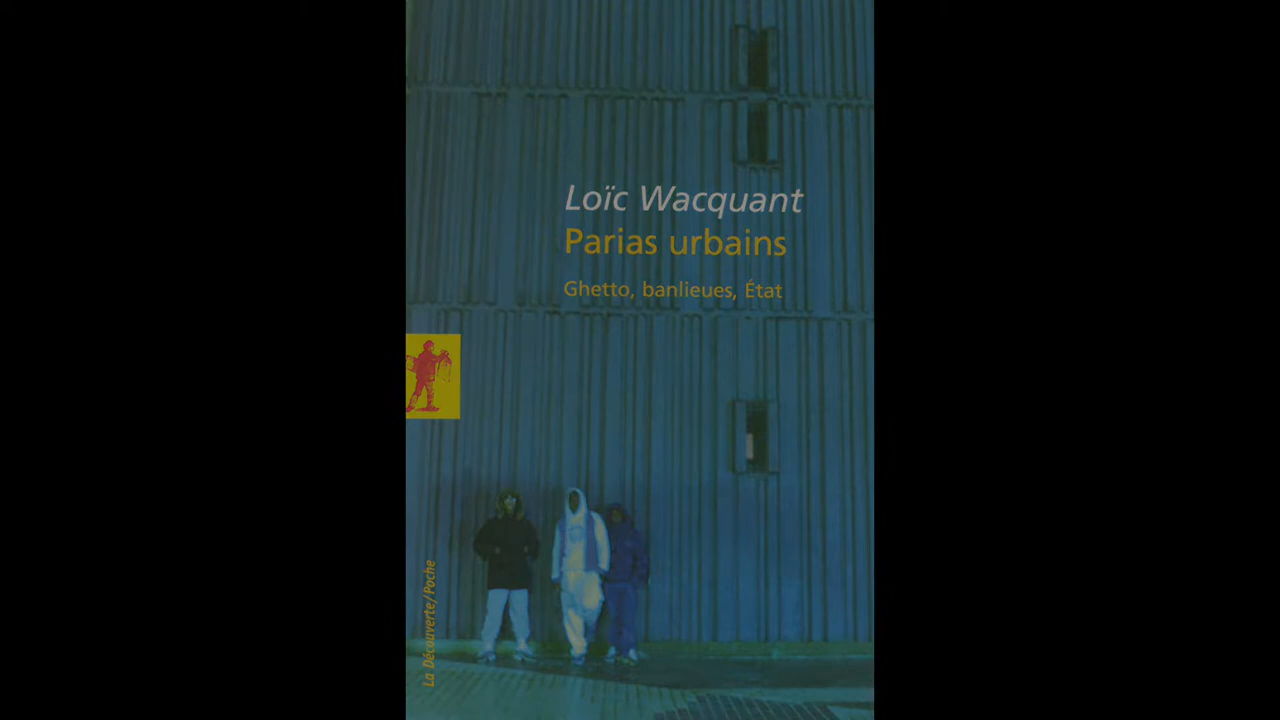 Loïc Wacquant
Parias urbains
Ghetto, banlieues, État
La Découverte/Poche